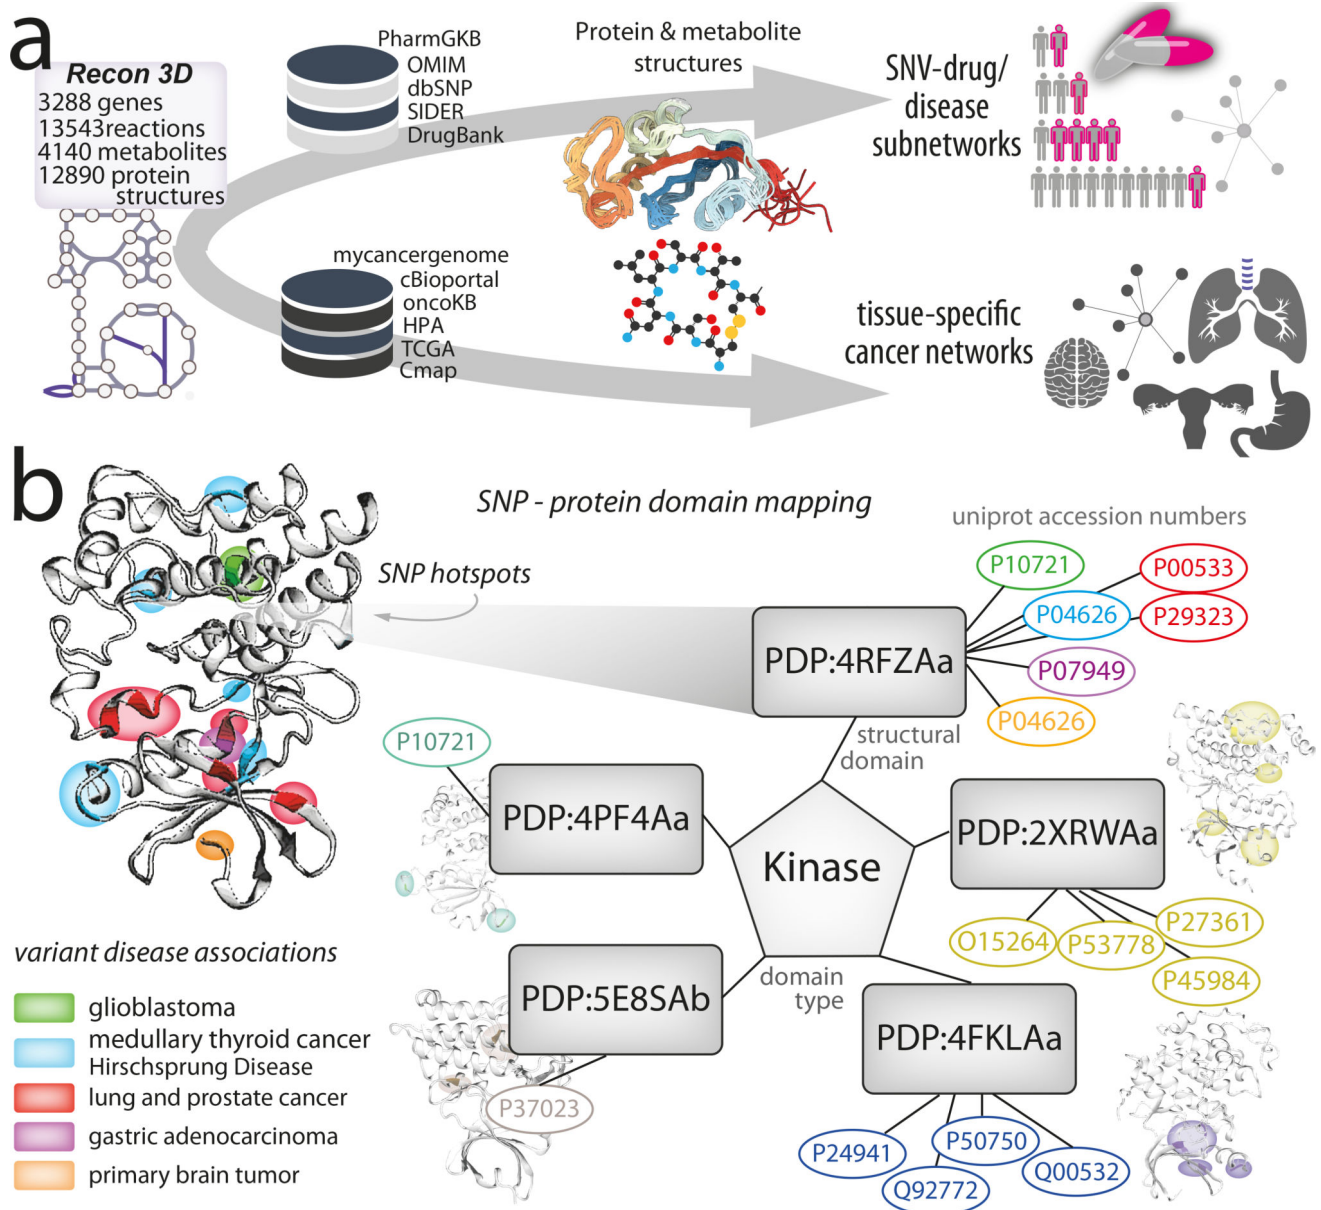 a
Recon 3D
3288 genes
13543reactions
4140 metabolites
12890 protein
structures
PharmGKB
OMIM
dbSNP
SIDER
DrugBank
Protein & metabolite
structures
SNV-drug/
disease
subnetworks
mycancergenome
cBioportal
oncoKB
HPA
TCGA
Cmap
tissue-specific
cancer networks
b
SNP - protein domain mapping
SNP hotspots
uniprot accession numbers
P10721
P00533
P04626
P29323
P07949
P04626
PDP:4RFZAa
structural
domain
P10721
PDP:4PF4Aa
PDP:2XRWAa
Kinase
O15264
P53778
P27361
P45984
PDP:5E8SAb
domain
type
PDP:4FKLAa
P37023
P24941
Q92772
P50750
Q00532
variant disease associations
glioblastoma
medullary thyroid cancer
Hirschsprung Disease
lung and prostate cancer
gastric adenocarcinoma
primary brain tumor